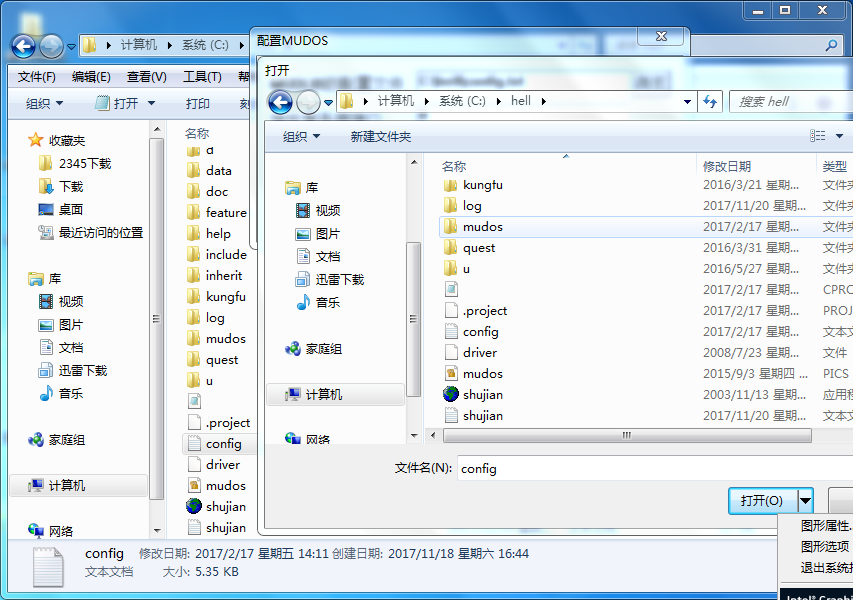 配置MUDOS
计算机 系统 (C:)
文件(F) 编辑(E) 查看(V) 工具(T) 帮
组织 打开 打印 刻
收藏夹
2345下载
下载
桌面
最近访问的位置
库
视频
图片
文档
迅雷下载
音乐
家庭组
计算机
网络
名称
d
data
doc
feature
help
include
inherit
kungfu
log
mudos
quest
u
.project
config
driver
mudos
shujian
shujian
config 修改日期: 2017/2/17 星期五 14:11 创建日期: 2017/11/18 星期六 16:44
文本文档 大小: 5.35 KB
打开
计算机 系统 (C:) hell
搜索 hell
组织 新建文件夹
库
视频
图片
文档
迅雷下载
音乐
家庭组
计算机
网络
名称 修改日期 类型
kungfu 2016/3/21 星期... 文件夹
log 2017/11/20 星期... 文件夹
mudos 2017/2/17 星期... 文件夹
quest 2016/3/31 星期... 文件夹
u 2016/5/27 星期... 文件夹
2017/2/17 星期... CPRO
.project 2017/2/17 星期... PROJ
config 2017/2/17 星期... 文本文
driver 2008/7/23 星期... 文件
mudos 2015/9/3 星期四 ... PICS
shujian 2003/11/13 星期... 应用程
shujian 2017/11/20 星期... 文本文
文件名(N): config
打开(O)
图形属性.
图形选项
退出系统托
Intel® Graphi